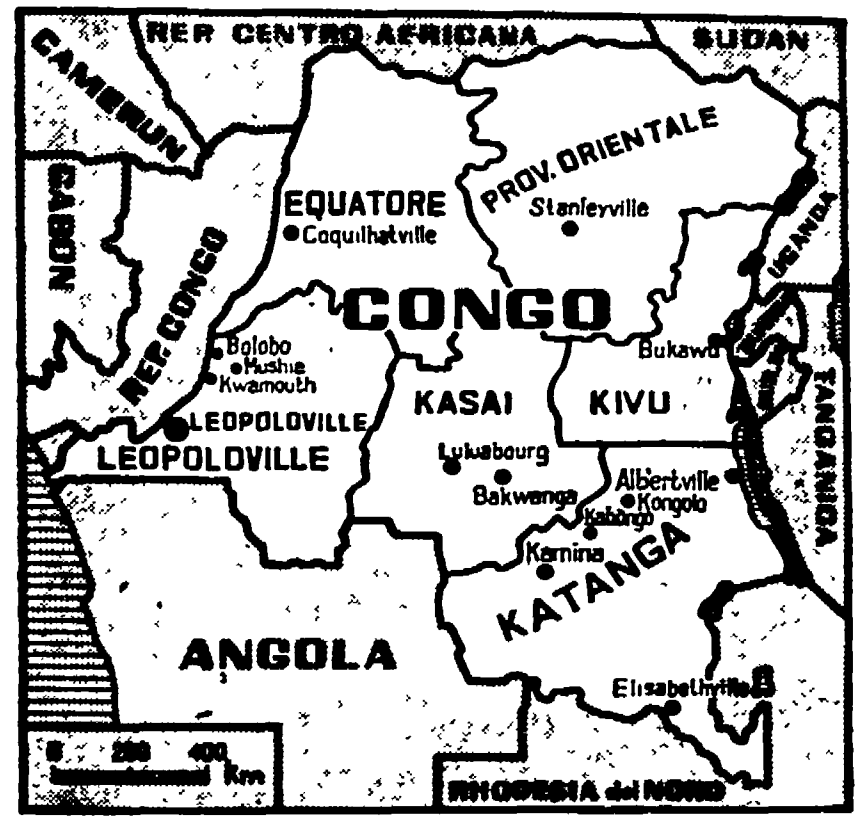 REP. CENTRO AFRICANA
SUDAN
CAMERUN
GABON
REP. CONGO
EQUATORE
Coquilhatville
PROV. ORIENTALE
Stanleyville
UGANDA
CONGO
Bolobo
Mushie
Kwamouth
LEOPOLDVILLE
LEOPOLDVILLE
KASAI
Luluabourg
Bakwanga
KIVU
Bukawu
TANGANICA
Albertville
Kongolo
Kabongo
Kamina
KATANGA
Elisabethville
ANGOLA
RHODESIA del NORD
0 200 400
Km